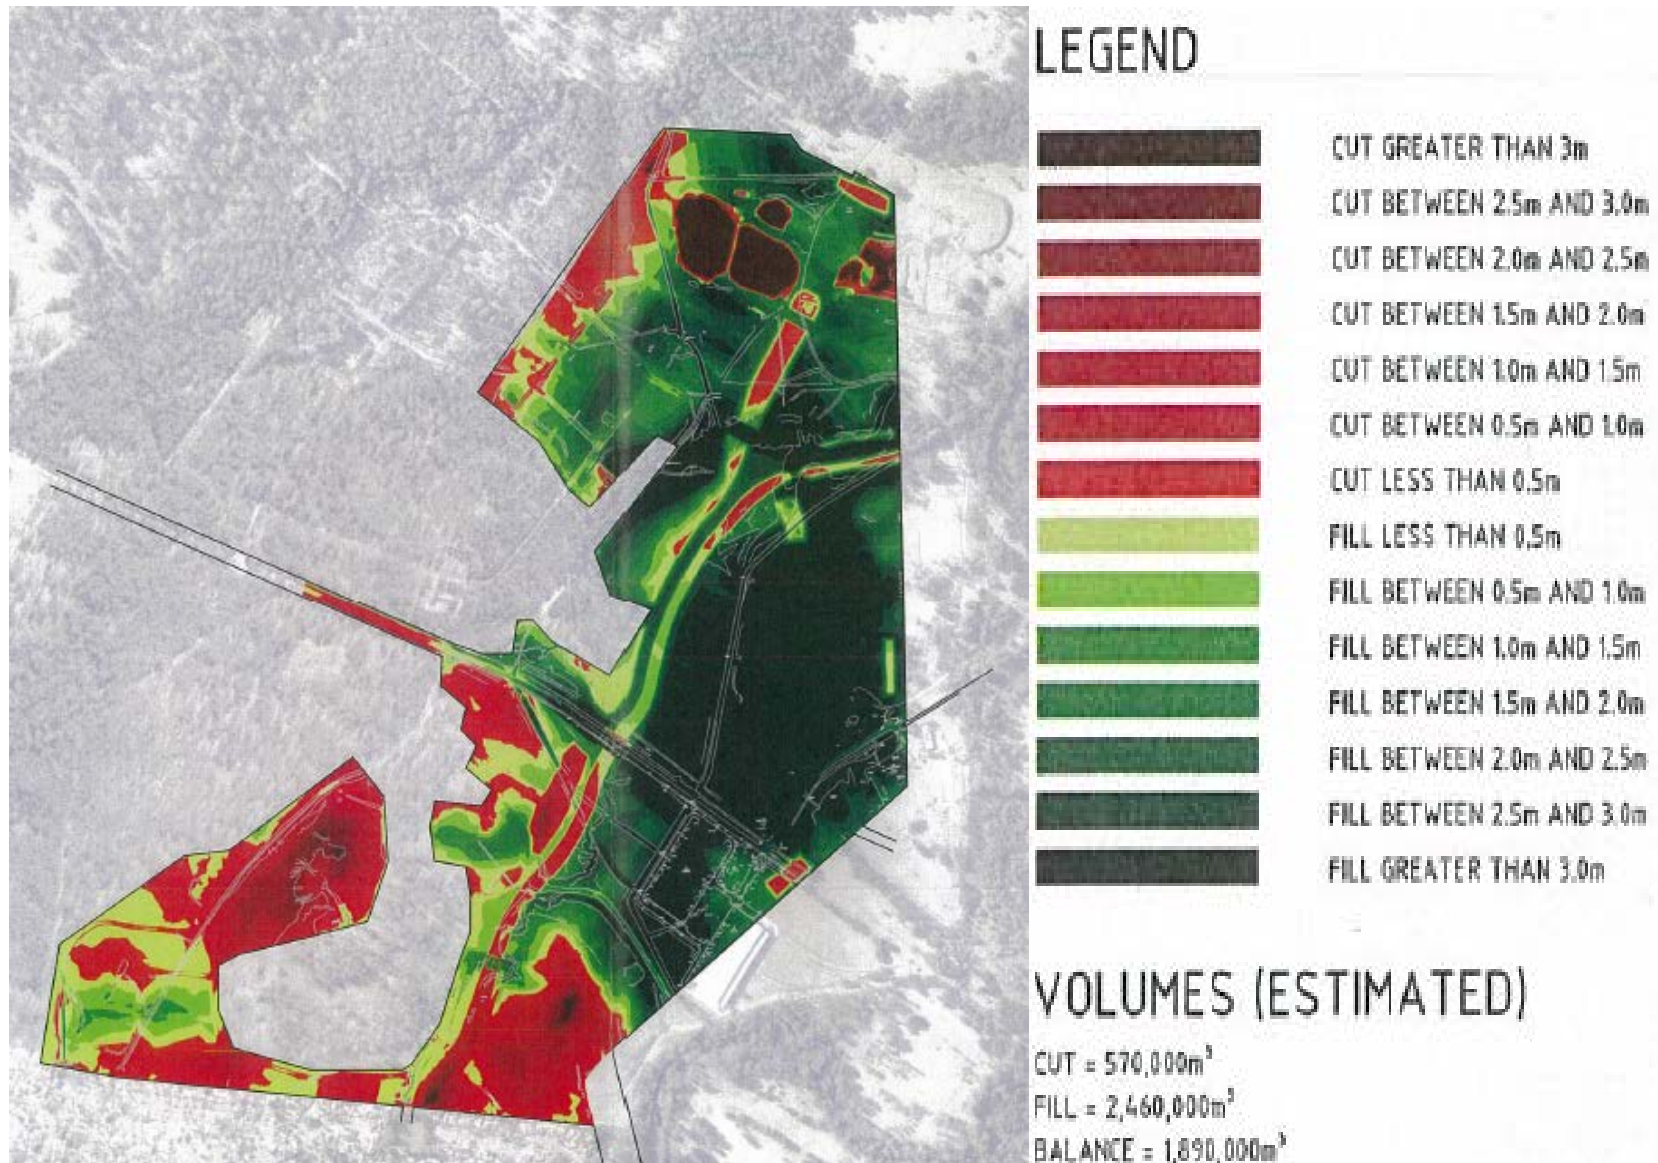 LEGEND
CUT GREATER THAN 3m
CUT BETWEEN 2.5m AND 3.0m
CUT BETWEEN 2.0m AND 2.5m
CUT BETWEEN 1.5m AND 2.0m
CUT BETWEEN 1.0m AND 1.5m
CUT BETWEEN 0.5m AND 1.0m
CUT LESS THAN 0.5m
FILL LESS THAN 0.5m
FILL BETWEEN 0.5m AND 1.0m
FILL BETWEEN 1.0m AND 1.5m
FILL BETWEEN 1.5m AND 2.0m
FILL BETWEEN 2.0m AND 2.5m
FILL BETWEEN 2.5m AND 3.0m
FILL GREATER THAN 3.0m
VOLUMES (ESTIMATED)
CUT = 570,000m³
FILL = 2,460,000m³
BALANCE = 1,890,000m³